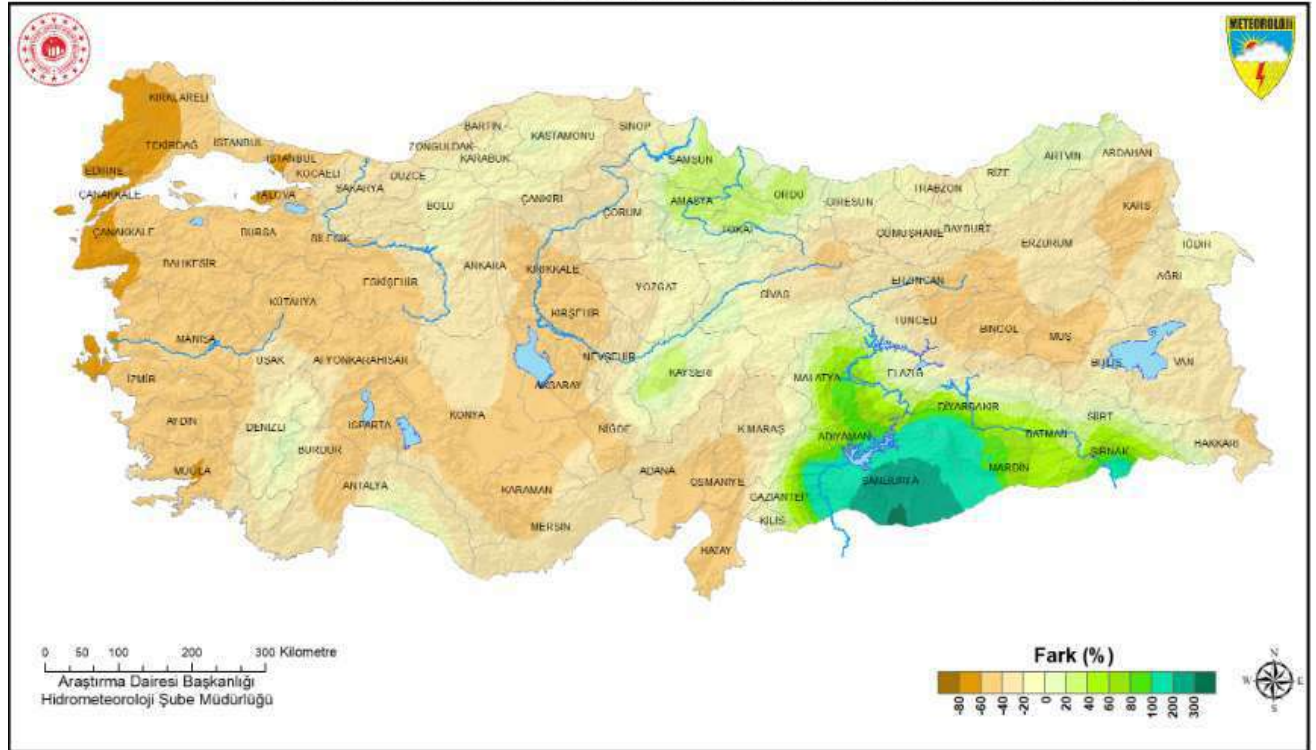 METEOROLOJİ
KIRKLARELİ
TEKİRDAĞ
İSTANBUL
EDİRNE
İSTANBUL
KOCAELİ
ÇANAKKALE
YALOVA
SAKARYA
DÜZCE
ZONGULDAK
BARTIN
KARABÜK
KASTAMONU
SİNOP
SAMSUN
AMASYA
ORDU
TOKAT
GİRESUN
TRABZON
RİZE
ARTVİN
ARDAHAN
KARS
ÇANAKKALE
BURSA
BİLECİK
BOLU
ÇANKIRI
ÇORUM
GÜMÜŞHANE
BAYBURT
ERZURUM
IĞDIR
AĞRI
BALIKESİR
ESKİŞEHİR
ANKARA
KIRIKKALE
YOZGAT
SİVAS
ERZİNCAN
KÜTAHYA
KIRŞEHİR
TUNCELİ
BİNGÖL
MUŞ
MANİSA
UŞAK
AFYONKARAHİSAR
NEVŞEHİR
KAYSERİ
MALATYA
ELAZIĞ
BİTLİS
VAN
İZMİR
AKSARAY
AYDIN
DENİZLİ
ISPARTA
KONYA
NİĞDE
K.MARAŞ
ADIYAMAN
DİYARBAKIR
BATMAN
SİİRT
ŞIRNAK
HAKKARİ
MUĞLA
BURDUR
ANTALYA
KARAMAN
ADANA
OSMANİYE
GAZİANTEP
ŞANLIURFA
MARDİN
MERSİN
KİLİS
HATAY
0 50 100 200 300 Kilometre
Araştırma Dairesi Başkanlığı
Hidrometeoroloji Şube Müdürlüğü
Fark (%)
-80 -60 -40 -20 0 20 40 60 80 100 200 300
N
W E
S